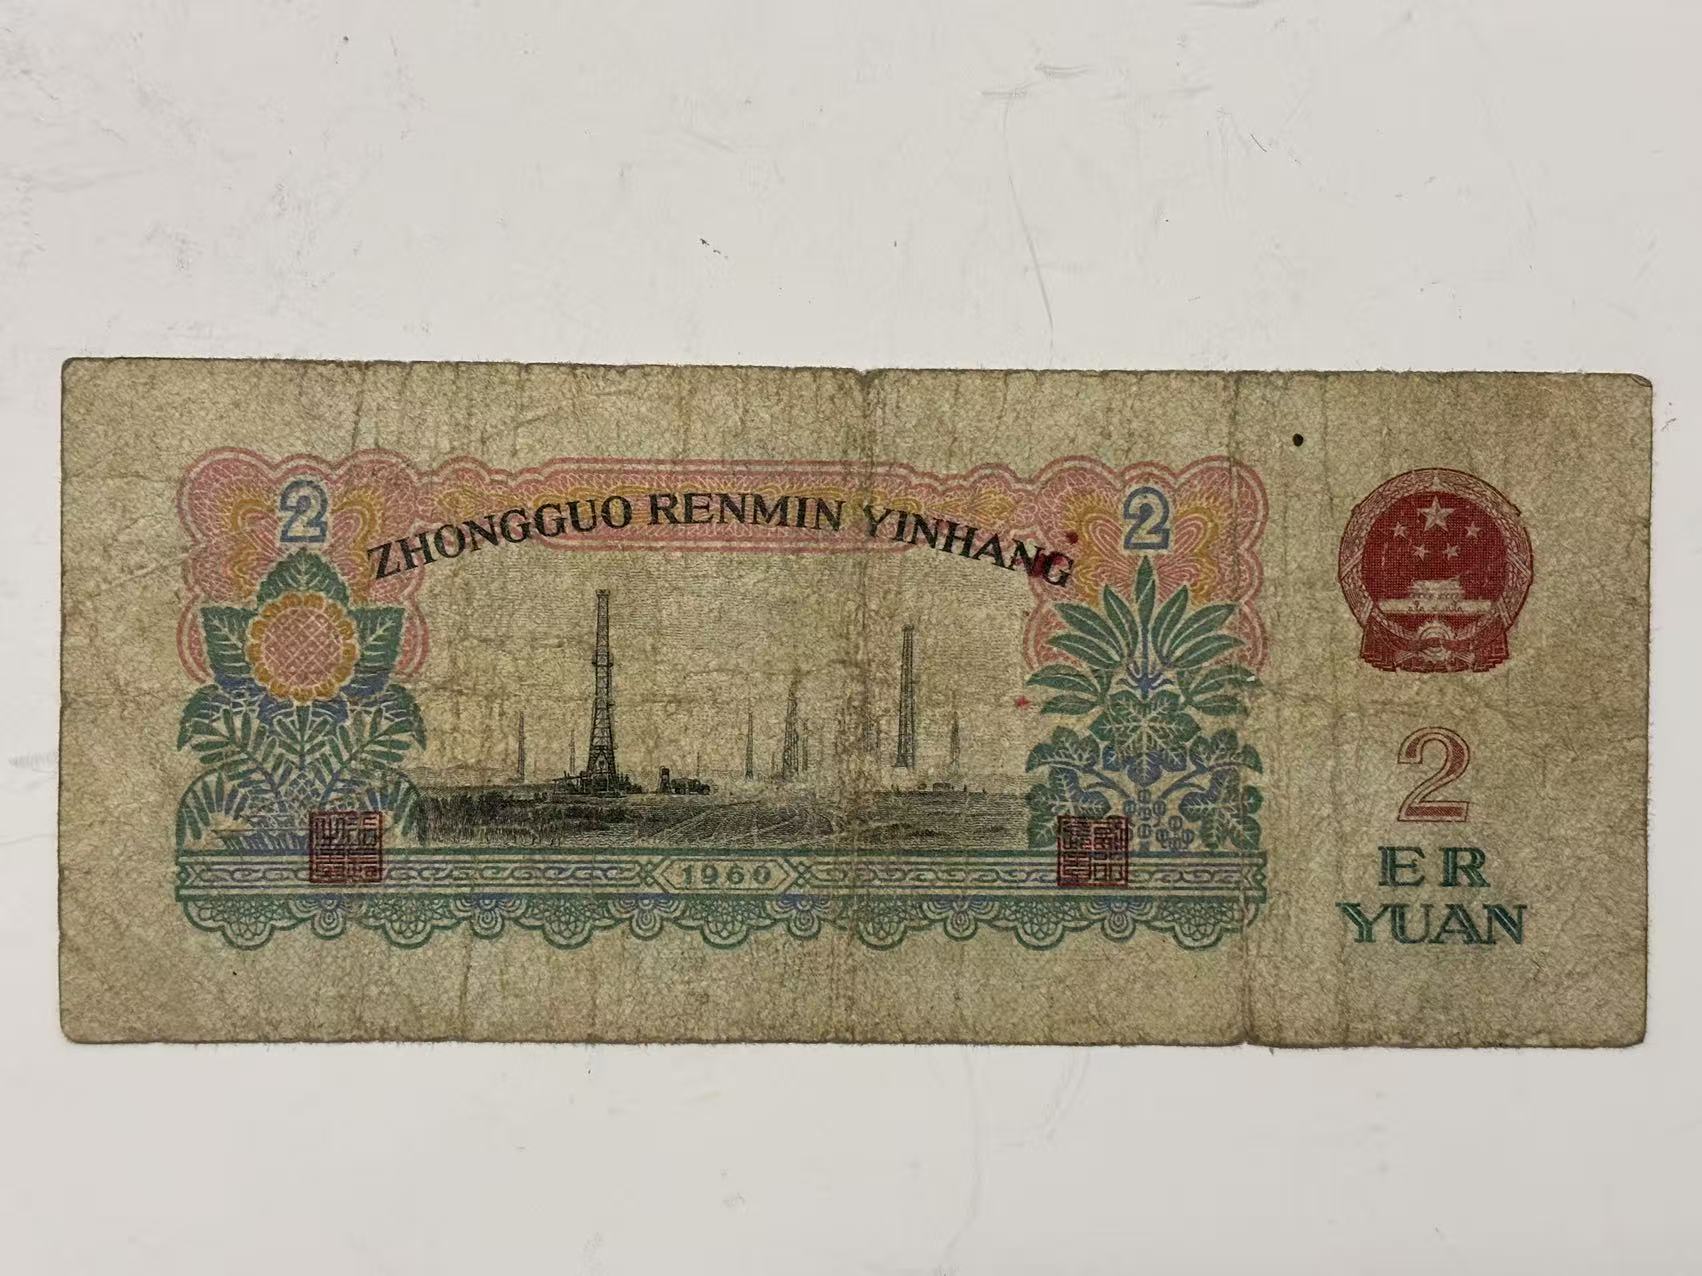 2
2
ZHONGGUO RENMIN YINHANG
1960
2
ER
YUAN